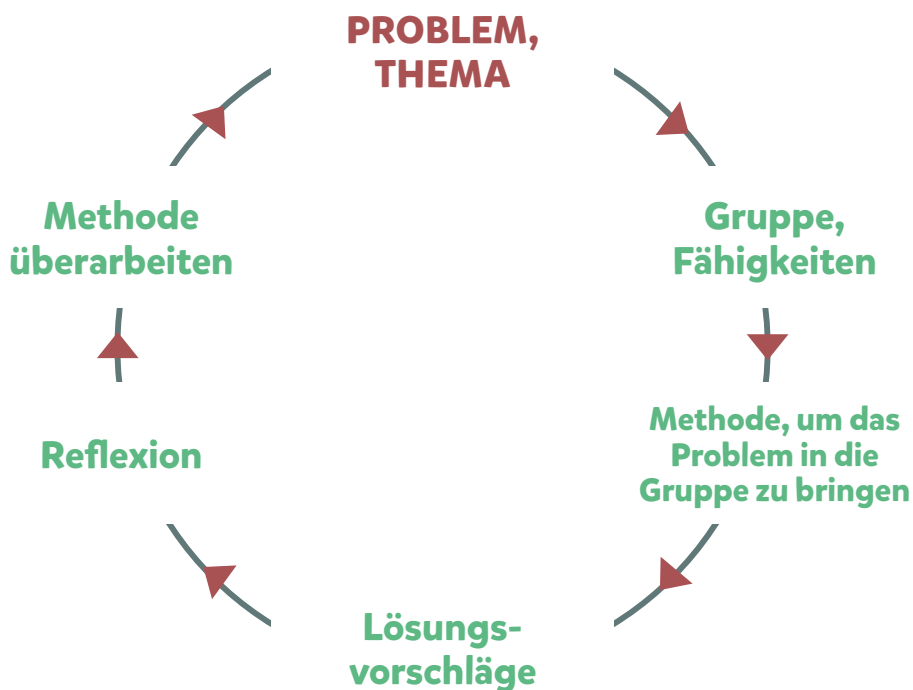 PROBLEM,
THEMA
Gruppe,
Fähigkeiten
Methode, um das
Problem in die
Gruppe zu bringen
Lösungs-
vorschläge
Reflexion
Methode
überarbeiten